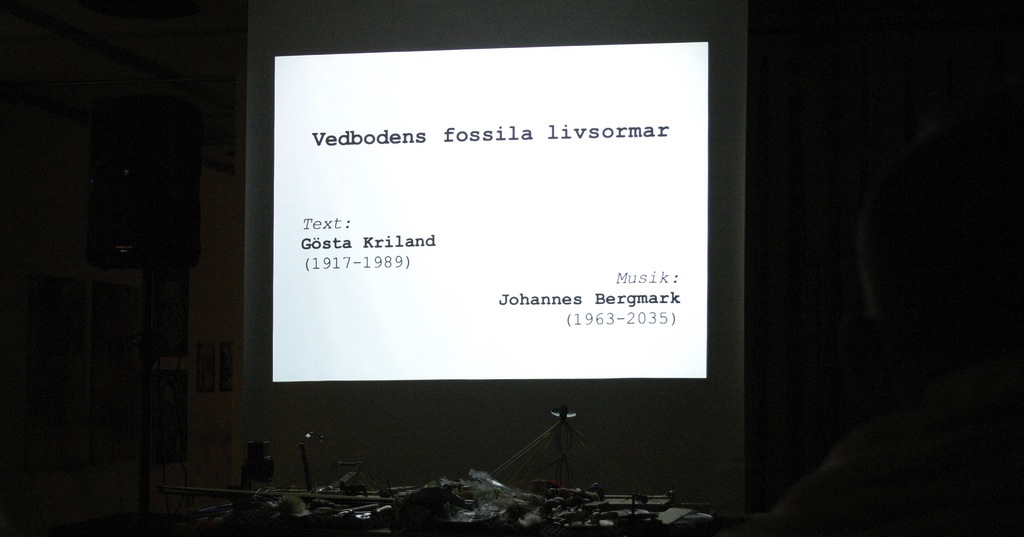 Vedbodens fossila livsormar
Text:
Gösta Kriland
(1917-1989)
Musik:
Johannes Bergmark
(1963-2035)